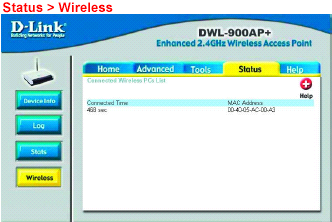 Status > Wireless
D-Link
Building Networks for People
DWL-900AP+
Enhanced 2.4GHz Wireless Access Point
Home Advanced Tools Status Help
Connected Wireless PCs List
Help
Connected Time MAC Address
468 sec 00-40-05-AC-00-A3
Device Info
Log
Stats
Wireless